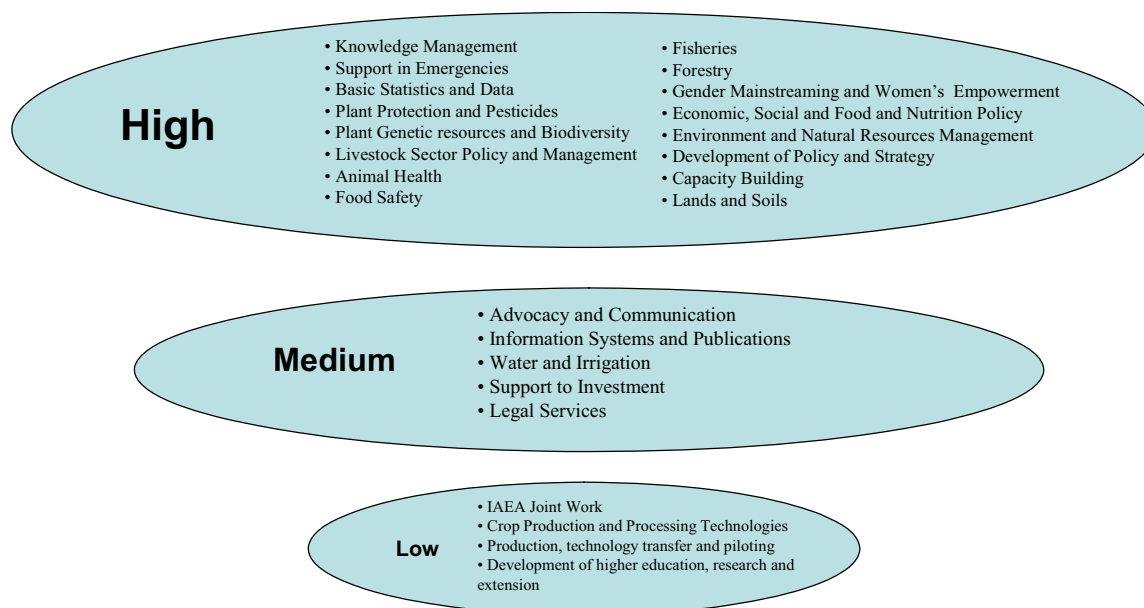 High
• Knowledge Management
• Support in Emergencies
• Basic Statistics and Data
• Plant Protection and Pesticides
• Plant Genetic resources and Biodiversity
• Livestock Sector Policy and Management
• Animal Health
• Food Safety
• Fisheries
• Forestry
• Gender Mainstreaming and Women’s Empowerment
• Economic, Social and Food and Nutrition Policy
• Environment and Natural Resources Management
• Development of Policy and Strategy
• Capacity Building
• Lands and Soils
Medium
• Advocacy and Communication
• Information Systems and Publications
• Water and Irrigation
• Support to Investment
• Legal Services
Low
• IAEA Joint Work
• Crop Production and Processing Technologies
• Production, technology transfer and piloting
• Development of higher education, research and
extension